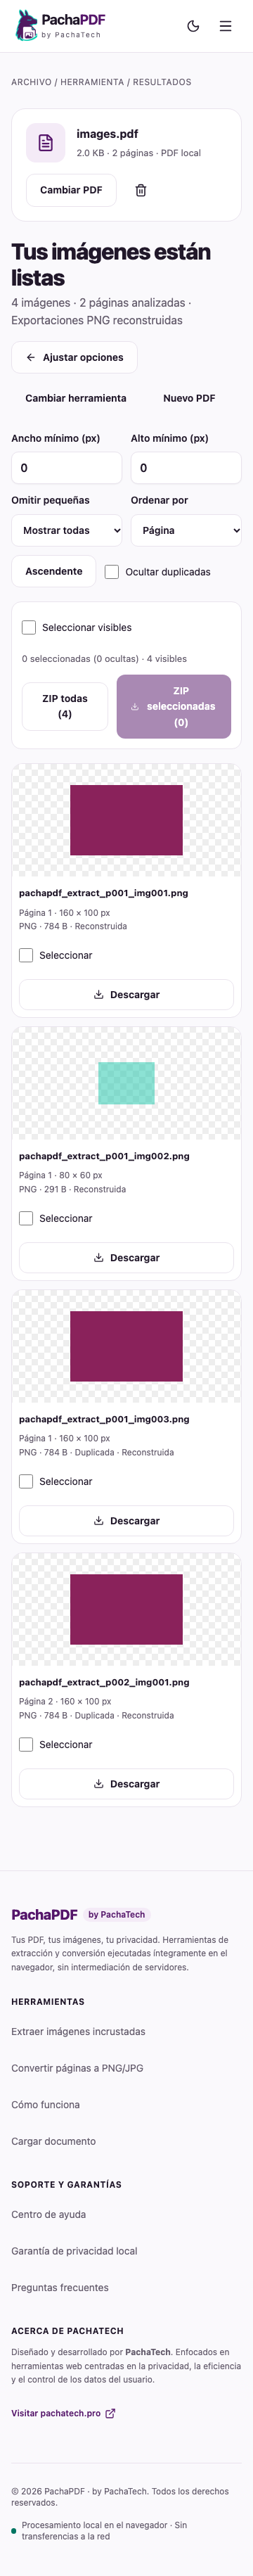 PachaPDF
by PachaTech
ARCHIVO / HERRAMIENTA / RESULTADOS
images.pdf
2.0 KB · 2 páginas · PDF local
Cambiar PDF
Tus imágenes están
listas
4 imágenes · 2 páginas analizadas ·
Exportaciones PNG reconstruidas
Ajustar opciones
Cambiar herramienta
Nuevo PDF
Ancho mínimo (px)
Alto mínimo (px)
0
0
Omitir pequeñas
Ordenar por
Mostrar todas
Página
Ascendente
Ocultar duplicadas
Seleccionar visibles
0 seleccionadas (0 ocultas) · 4 visibles
ZIP todas
(4)
ZIP
seleccionadas
(0)
pachapdf_extract_p001_img001.png
Página 1 · 160 × 100 px
PNG · 784 B · Reconstruida
Seleccionar
Descargar
pachapdf_extract_p001_img002.png
Página 1 · 80 × 60 px
PNG · 291 B · Reconstruida
Seleccionar
Descargar
pachapdf_extract_p001_img003.png
Página 1 · 160 × 100 px
PNG · 784 B · Duplicada · Reconstruida
Seleccionar
Descargar
pachapdf_extract_p002_img001.png
Página 2 · 160 × 100 px
PNG · 784 B · Duplicada · Reconstruida
Seleccionar
Descargar
PachaPDF by PachaTech
Tus PDF, tus imágenes, tu privacidad. Herramientas de
extracción y conversión ejecutadas íntegramente en el
navegador, sin intermediación de servidores.
HERRAMIENTAS
Extraer imágenes incrustadas
Convertir páginas a PNG/JPG
Cómo funciona
Cargar documento
SOPORTE Y GARANTÍAS
Centro de ayuda
Garantía de privacidad local
Preguntas frecuentes
ACERCA DE PACHATECH
Diseñado y desarrollado por PachaTech. Enfocados en
herramientas web centradas en la privacidad, la eficiencia
y el control de los datos del usuario.
Visitar pachatech.pro
© 2026 PachaPDF · by PachaTech. Todos los derechos
reservados.
Procesamiento local en el navegador · Sin
transferencias a la red